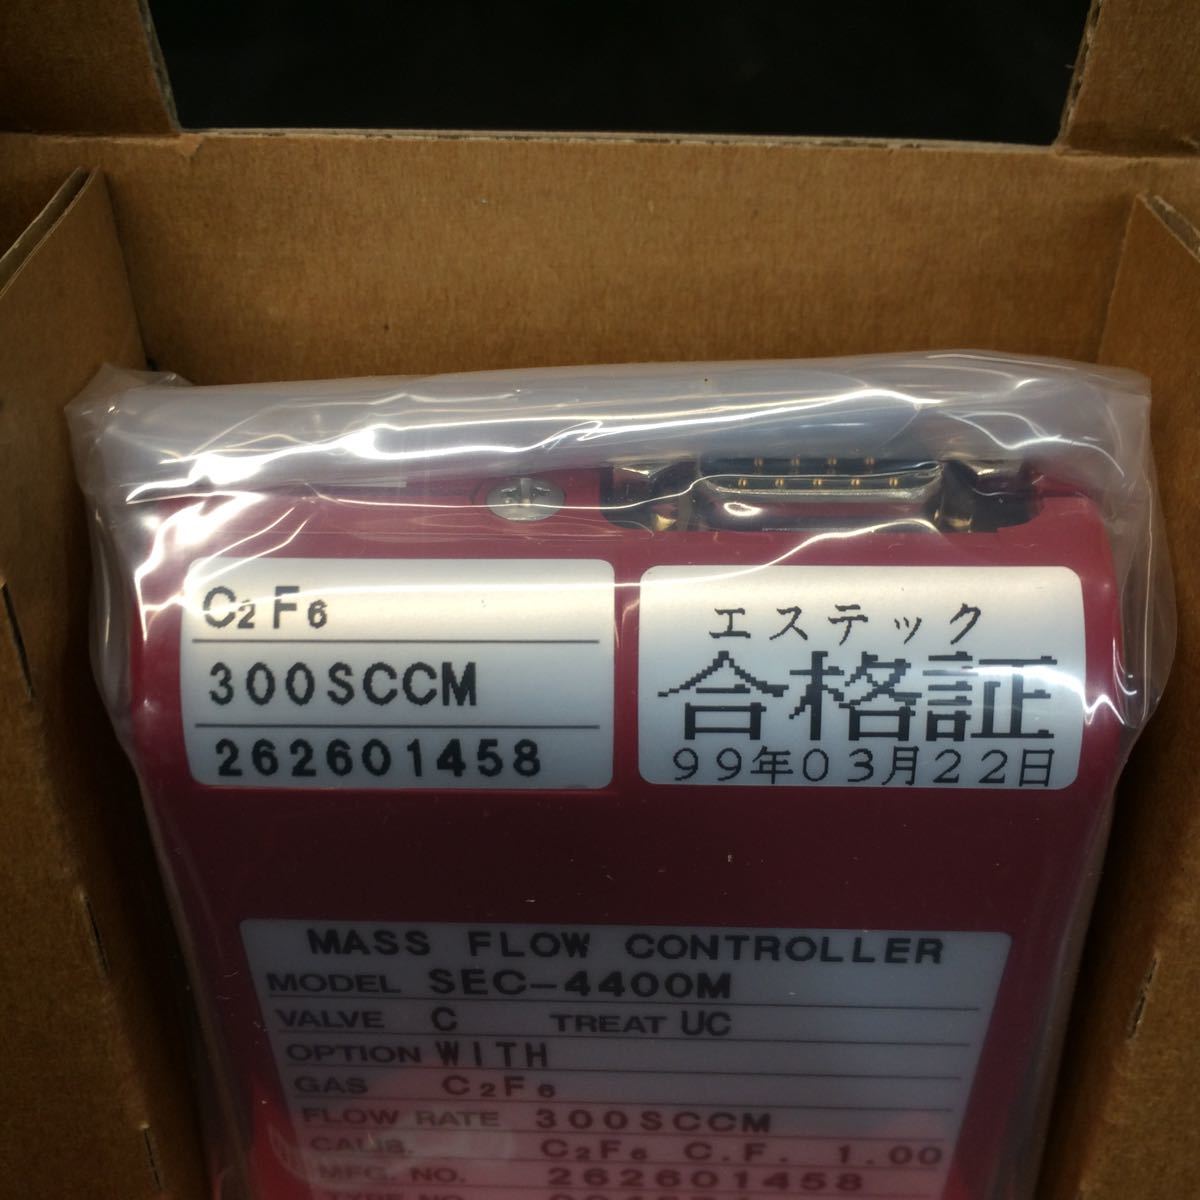 C₂F₆
300SCCM
262601458
エステック
合格証
99年03月22日
MASS FLOW CONTROLLER
MODEL SEC-4400M
VALVE C TREAT UC
OPTION WITH
GAS C₂F₆
FLOW RATE 300SCCM
CALIB. C₂F₆ C.F. 1.00
MFG. NO. 262601458